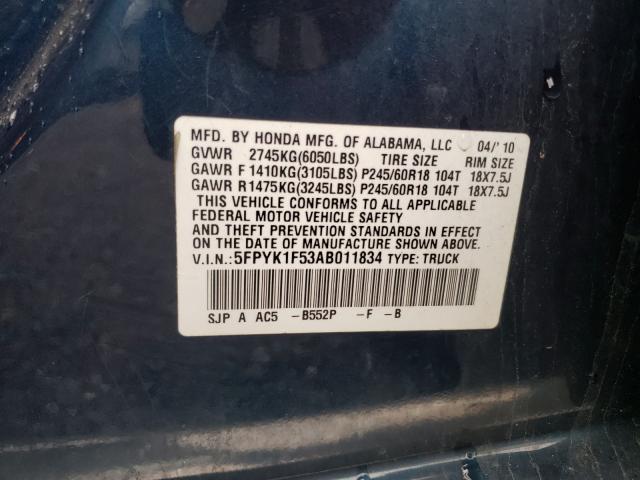 MFD. BY HONDA MFG. OF ALABAMA, LLC 04/'10
GVWR 2745KG(6050LBS) TIRE SIZE RIM SIZE
GAWR F 1410KG(3105LBS) P245/60R18 104T 18X7.5J
GAWR R1475KG(3245LBS) P245/60R18 104T 18X7.5J
THIS VEHICLE CONFORMS TO ALL APPLICABLE
FEDERAL MOTOR VEHICLE SAFETY
AND THEFT PREVENTION STANDARDS IN EFFECT
ON THE DATE OF MANUFACTURE SHOWN ABOVE.
V.I.N.: 5FPYK1F53AB011834 TYPE: TRUCK
SJP A AC5 -B552P -F -B